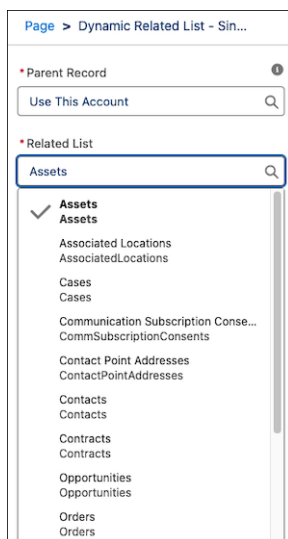 Page > Dynamic Related List - Sin...
* Parent Record
Use This Account
* Related List
Assets
Assets
Assets
Associated Locations
AssociatedLocations
Cases
Cases
Communication Subscription Conse...
CommSubscriptionConsents
Contact Point Addresses
ContactPointAddresses
Contacts
Contacts
Contracts
Contracts
Opportunities
Opportunities
Orders
Orders